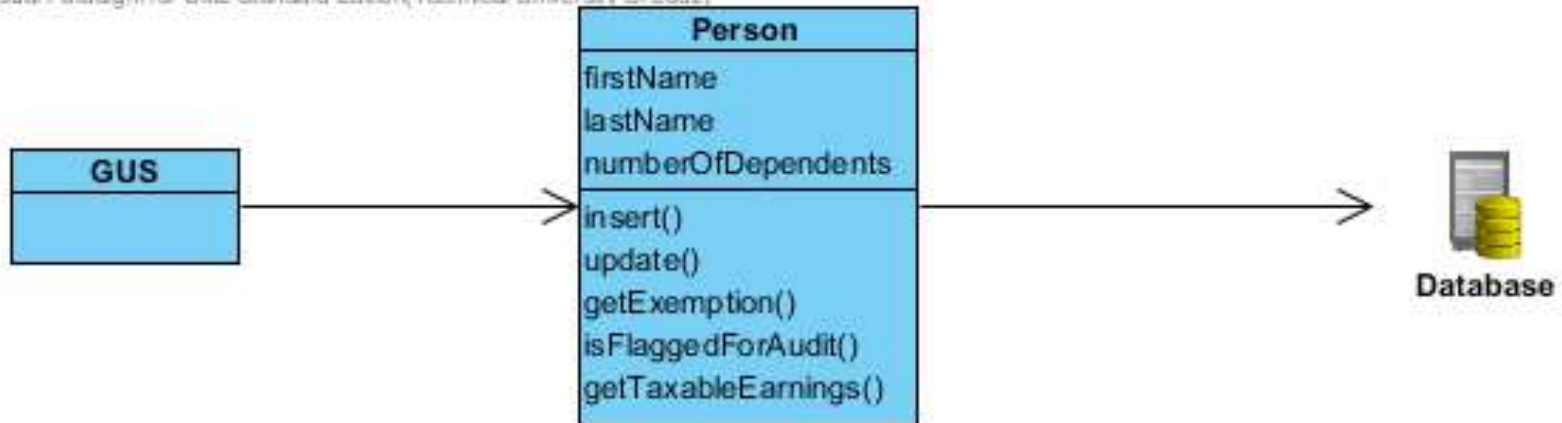 GUS
Person
firstName
lastName
numberOfDependents
insert()
update()
getExemption()
isFlaggedForAudit()
getTaxableEarnings()
Database